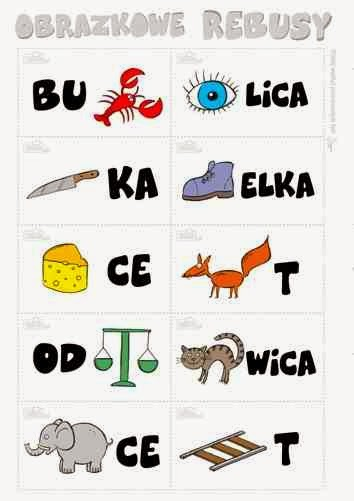 OBRAZKOWE REBUSY
BU
LiCA
KA
ELKA
CE
T
OD
WiCA
CE
T